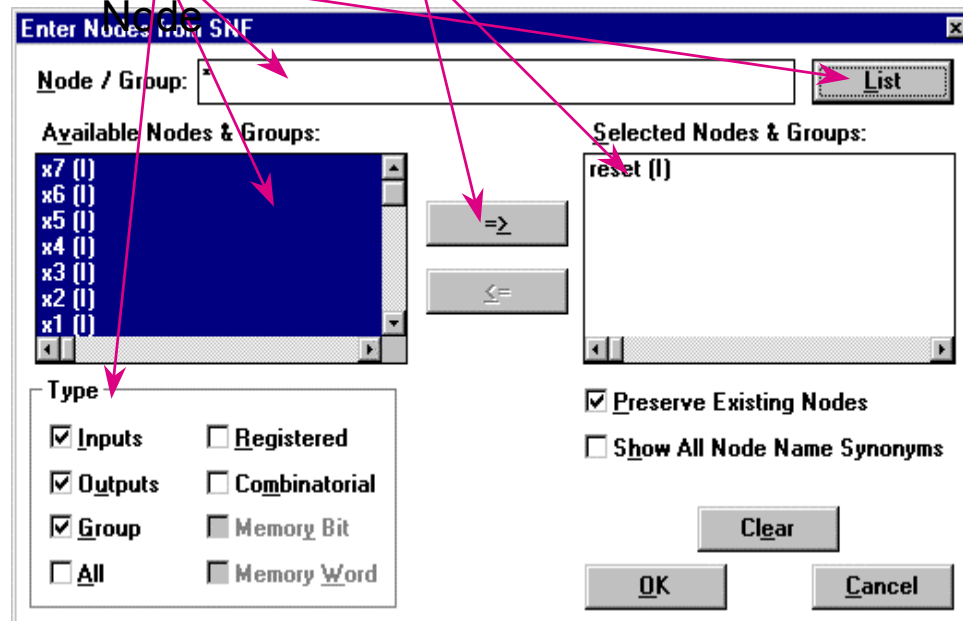 Node
Enter Nodes from SNF
Node / Group: *
List
Available Nodes & Groups:
x7 (I)
x6 (I)
x5 (I)
x4 (I)
x3 (I)
x2 (I)
x1 (I)
=>
<=
Selected Nodes & Groups:
reset (I)
Type
Inputs
Registered
Outputs
Combinatorial
Group
Memory Bit
All
Memory Word
Preserve Existing Nodes
Show All Node Name Synonyms
Clear
OK
Cancel